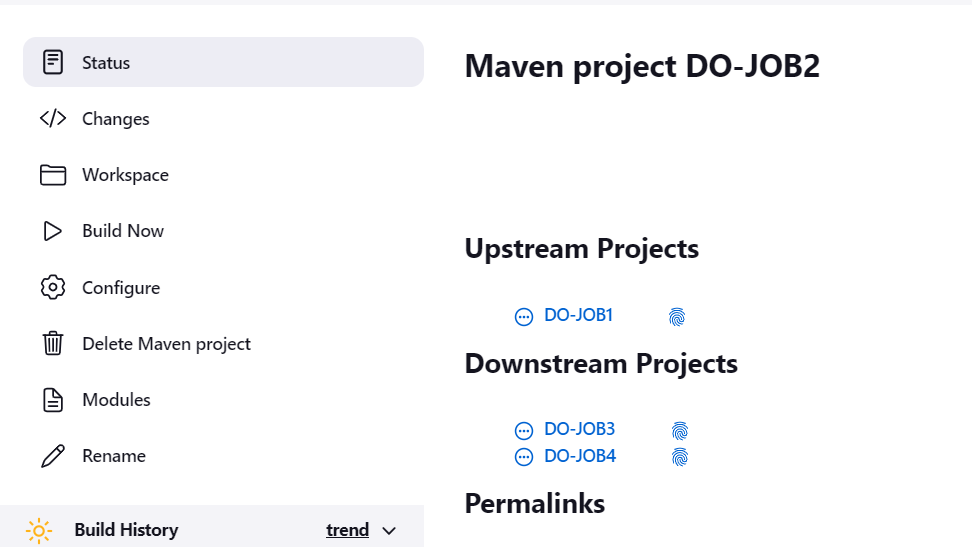 Status
Changes
Workspace
Build Now
Configure
Delete Maven project
Modules
Rename
Build History trend
Maven project DO-JOB2
Upstream Projects
DO-JOB1
Downstream Projects
DO-JOB3
DO-JOB4
Permalinks